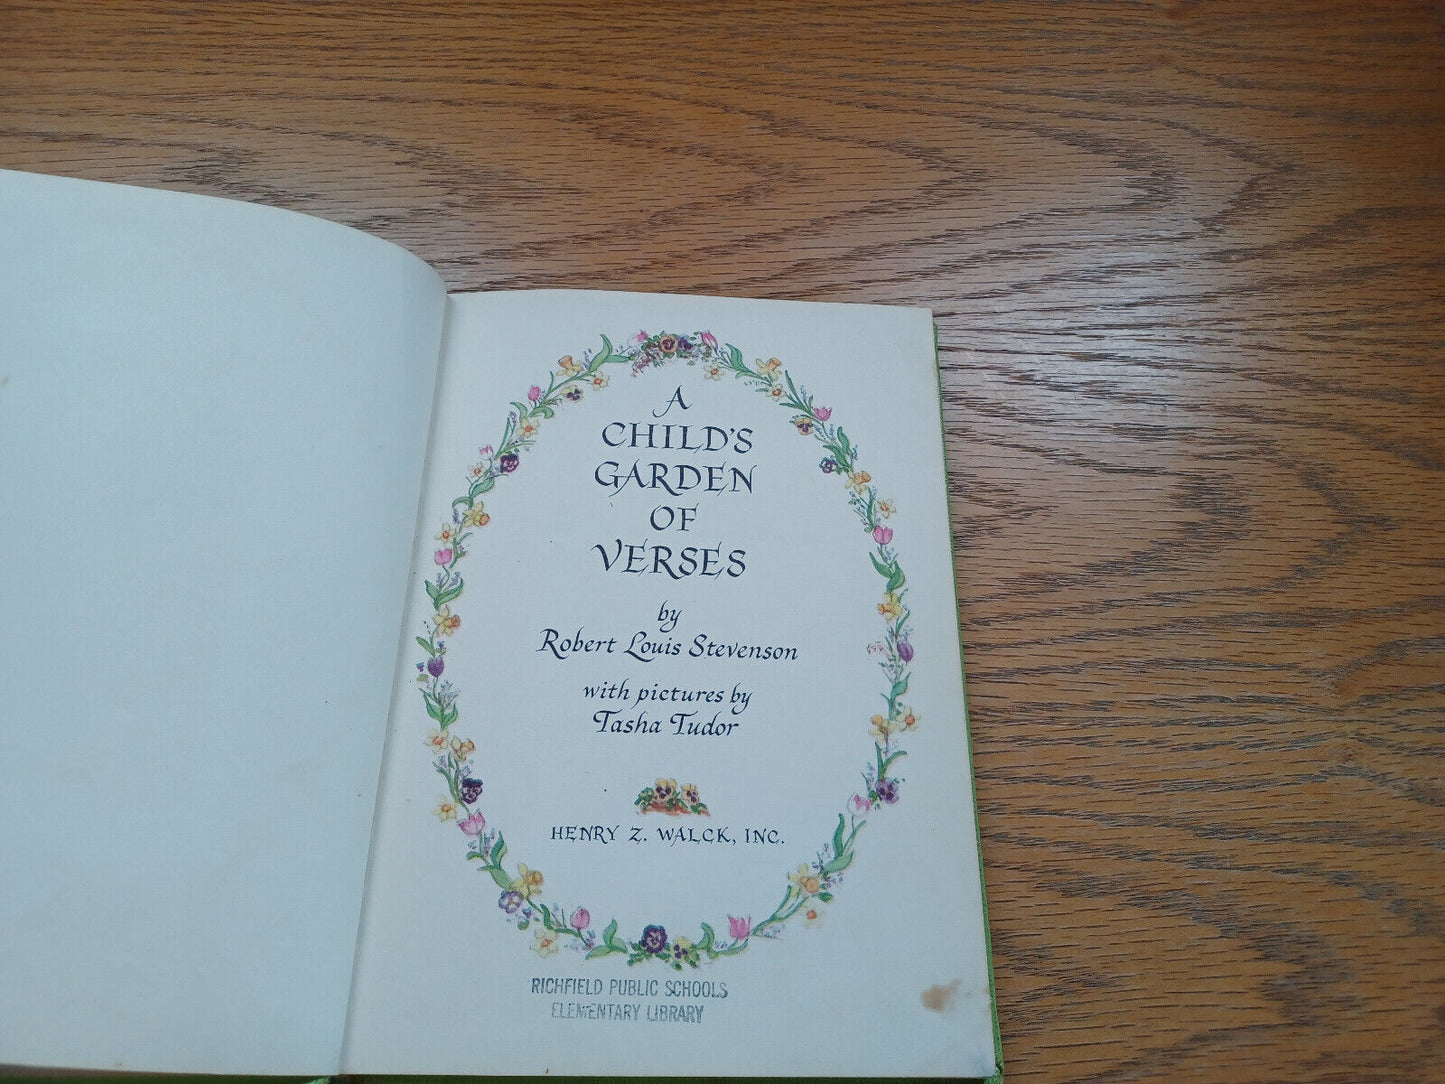 A
CHILD'S
GARDEN
OF
VERSES
by
Robert Louis Stevenson
with pictures by
Tasha Tudor
HENRY Z. WALCK, INC.
RICHFIELD PUBLIC SCHOOLS
ELEMENTARY LIBRARY